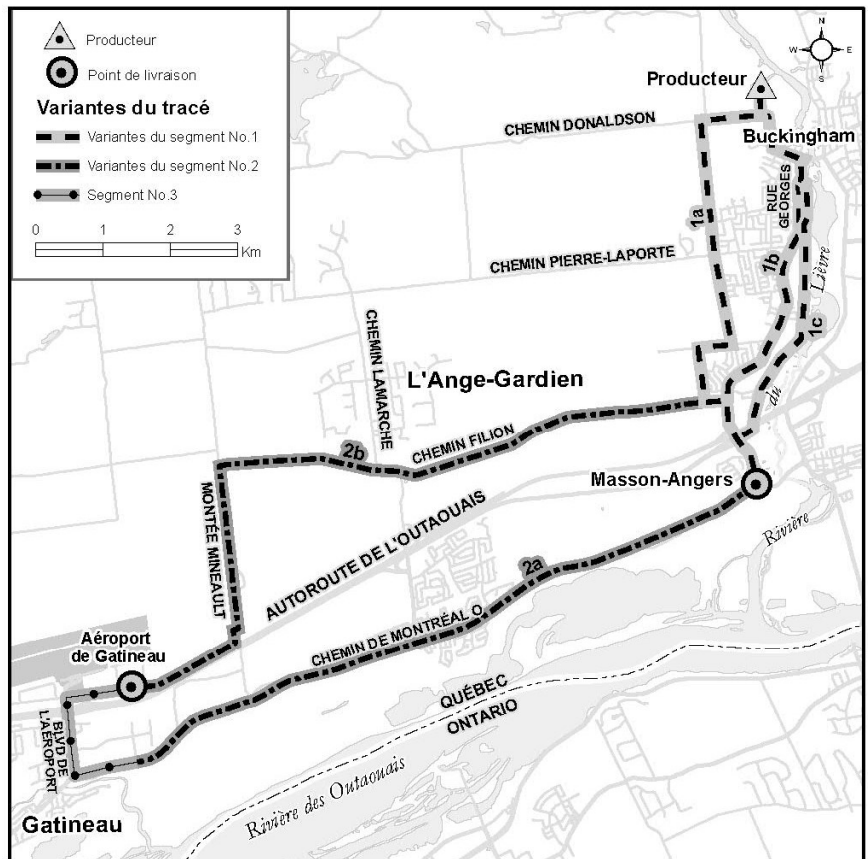 Producteur
Point de livraison
Variantes du tracé
Variantes du segment No.1
Variantes du segment No.2
Segment No.3
0 1 2 3
Km
N
W E
S
Producteur
CHEMIN DONALDSON
Buckingham
RUE
GEORGES
1a
CHEMIN PIERRE-LAPORTE
1b
Lièvre
1c
CHEMIN LAMARCHE
L'Ange-Gardien
du
2b
CHEMIN FILION
Masson-Angers
MONTÉE MINEAULT
AUTOROUTE DE L'OUTAOUAIS
Rivière
2a
Aéroport
de Gatineau
CHEMIN DE MONTRÉAL O
QUÉBEC
ONTARIO
BLVD DE
L'AÉROPORT
Rivière des Outaouais
Gatineau